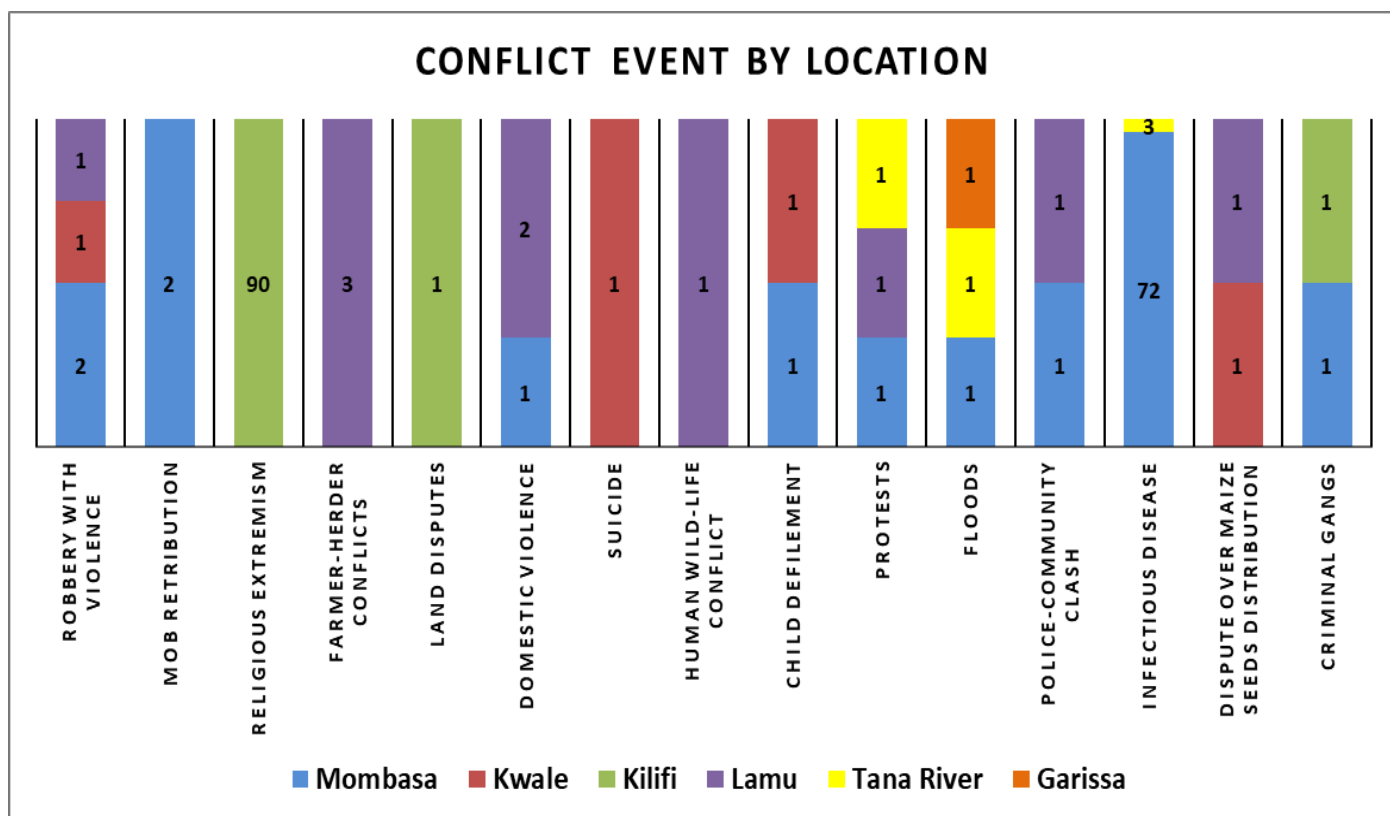 CONFLICT EVENT BY LOCATION
1
1
2
2
90
3
1
2
1
1
1
1
1
1
1
1
1
1
1
1
1
3
72
1
1
1
1
ROBBERY WITH
VIOLENCE
MOB RETRIBUTION
RELIGIOUS EXTREMISM
FARMER-HERDER
CONFLICTS
LAND DISPUTES
DOMESTIC VIOLENCE
SUICIDE
HUMAN WILD-LIFE
CONFLICT
CHILD DEFILEMENT
PROTESTS
FLOODS
POLICE-COMMUNITY
CLASH
INFECTIOUS DISEASE
DISPUTE OVER MAIZE
SEEDS DISTRIBUTION
CRIMINAL GANGS
Mombasa Kwale Kilifi Lamu Tana River Garissa